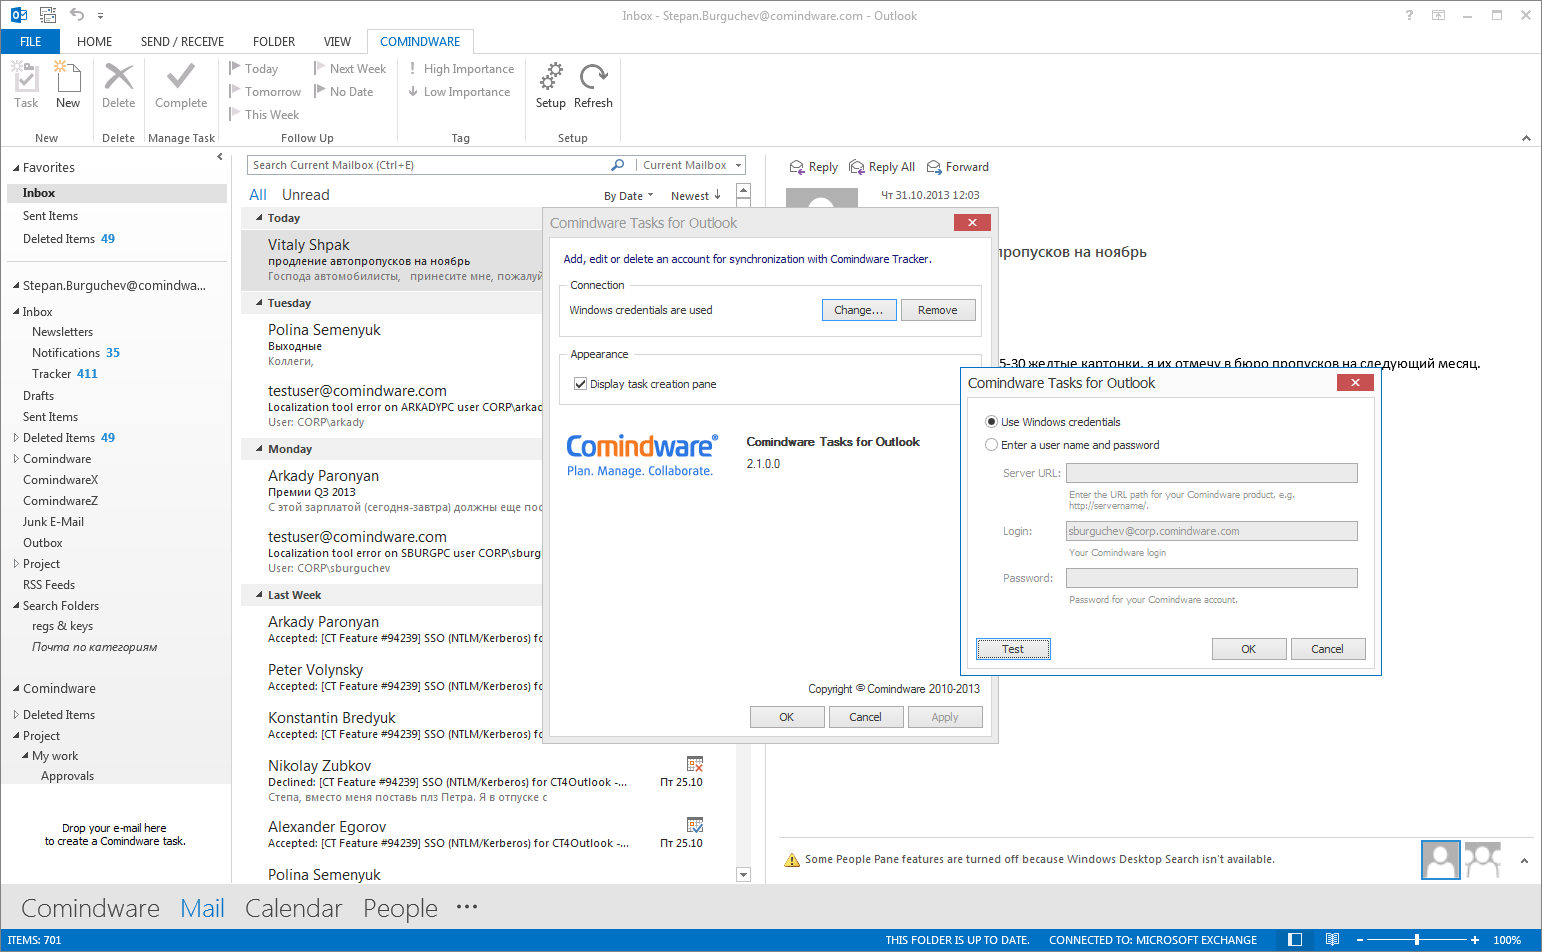 Inbox - Stepan.Burguchev@comindware.com - Outlook
FILE HOME SEND / RECEIVE FOLDER VIEW COMINDWARE
Task
New
New
Delete
Delete
Complete
Manage Task
Today
Tomorrow
This Week
Next Week
No Date
Follow Up
High Importance
Low Importance
Tag
Setup
Refresh
Setup
Favorites
Inbox
Sent Items
Deleted Items 49
Stepan.Burguchev@comindwa...
Inbox
Newsletters
Notifications 35
Tracker 411
Drafts
Sent Items
Deleted Items 49
Comindware
ComindwareX
ComindwareZ
Junk E-Mail
Outbox
Project
RSS Feeds
Search Folders
regs & keys
Почта по категориям
Comindware
Deleted Items
Project
My work
Approvals
Drop your e-mail here
to create a Comindware task.
Search Current Mailbox (Ctrl+E) Current Mailbox
All Unread By Date Newest
Today
Vitaly Shpak
продление автопропусков на ноябрь
Господа автомобилисты, принесите мне, пожалуй
Tuesday
Polina Semenyuk
Выходные
Коллеги,
testuser@comindware.com
Localization tool error on ARKADYPC user CORP\arkad
User: CORP\arkady
Monday
Arkady Paronyan
Премии Q3 2013
С этой зарплатой (сегодня-завтра) должны еще пос
testuser@comindware.com
Localization tool error on SBURGPC user CORP\sburg
User: CORP\sburguchev
Last Week
Arkady Paronyan
Accepted: [CT Feature #94239] SSO (NTLM/Kerberos) fo
Peter Volynsky
Accepted: [CT Feature #94239] SSO (NTLM/Kerberos) fo
Konstantin Bredyuk
Accepted: [CT Feature #94239] SSO (NTLM/Kerberos) fo
Nikolay Zubkov
Declined: [CT Feature #94239] SSO (NTLM/Kerberos) for CT4Outlook -... Пт 25.10
Степа, вместо меня поставь плз Петра. Я в отпуске с
Alexander Egorov
Accepted: [CT Feature #94239] SSO (NTLM/Kerberos) for CT4Outlook -... Пт 25.10
Polina Semenyuk
Reply Reply All Forward
Чт 31.10.2013 12:03
пропусков на ноябрь
5-30 желтые картонки, я их отмечу в бюро пропусков на следующий месяц.
Comindware Tasks for Outlook
Add, edit or delete an account for synchronization with Comindware Tracker.
Connection
Windows credentials are used Change... Remove
Appearance
Display task creation pane
Comindware®
Plan. Manage. Collaborate.
Comindware Tasks for Outlook
2.1.0.0
Copyright © Comindware 2010-2013
OK Cancel Apply
Comindware Tasks for Outlook
Use Windows credentials
Enter a user name and password
Server URL:
Enter the URL path for your Comindware product, e.g.
http://servername/.
Login: sburguchev@corp.comindware.com
Your Comindware login
Password:
Password for your Comindware account.
Test OK Cancel
Some People Pane features are turned off because Windows Desktop Search isn't available.
Comindware Mail Calendar People ...
ITEMS: 701 THIS FOLDER IS UP TO DATE. CONNECTED TO: MICROSOFT EXCHANGE 100%